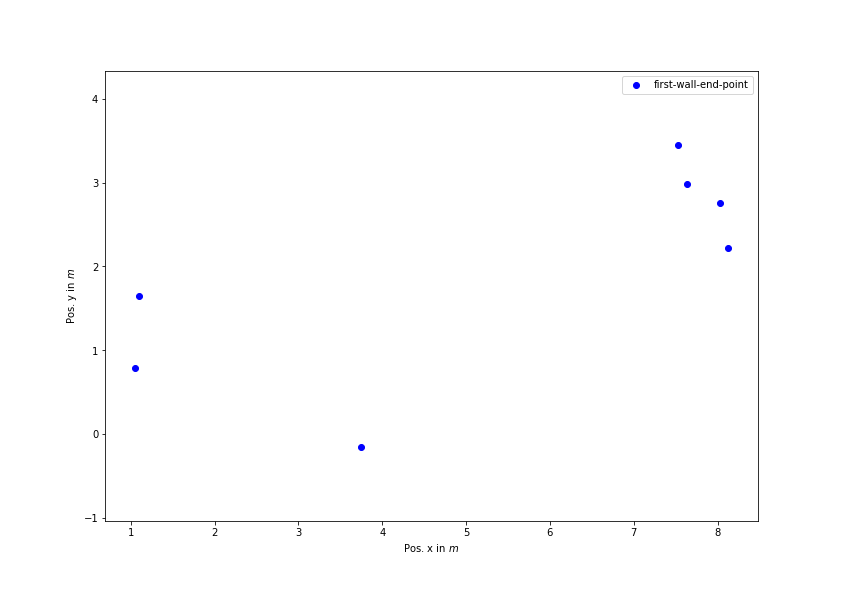 first-wall-end-point
4
3
2
1
0
−1
Pos. y in m
1 2 3 4 5 6 7 8
Pos. x in m